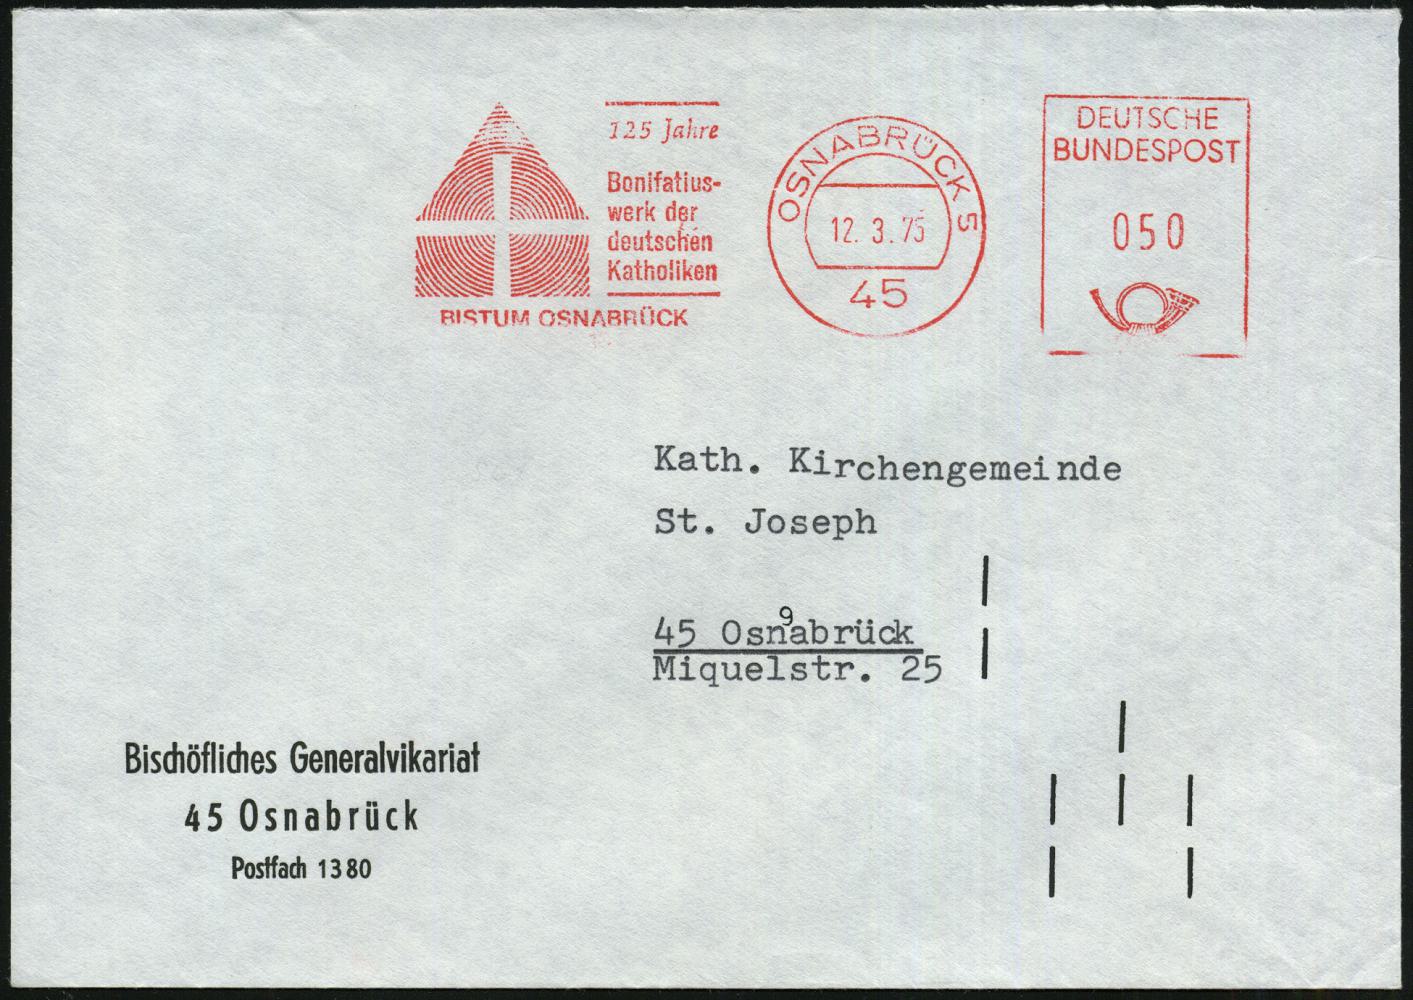 125 Jahre
Bonifatius-
werk der
deutschen
Katholiken
BISTUM OSNABRÜCK
OSNABRÜCK 5
12. 3. 75
45
DEUTSCHE
BUNDESPOST
050
Kath. Kirchengemeinde
St. Joseph
9
45 Osnabrück
Miquelstr. 25
Bischöfliches Generalvikariat
45 Osnabrück
Postfach 1380